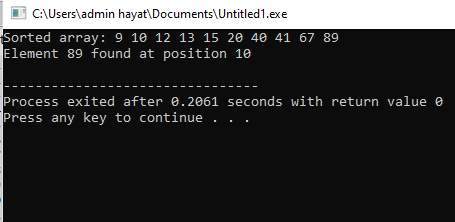 C:\Users\admin hayat\Documents\Untitled1.exe
Sorted array: 9 10 12 13 15 20 40 41 67 89
Element 89 found at position 10
--------------------------------
Process exited after 0.2061 seconds with return value 0
Press any key to continue . . .